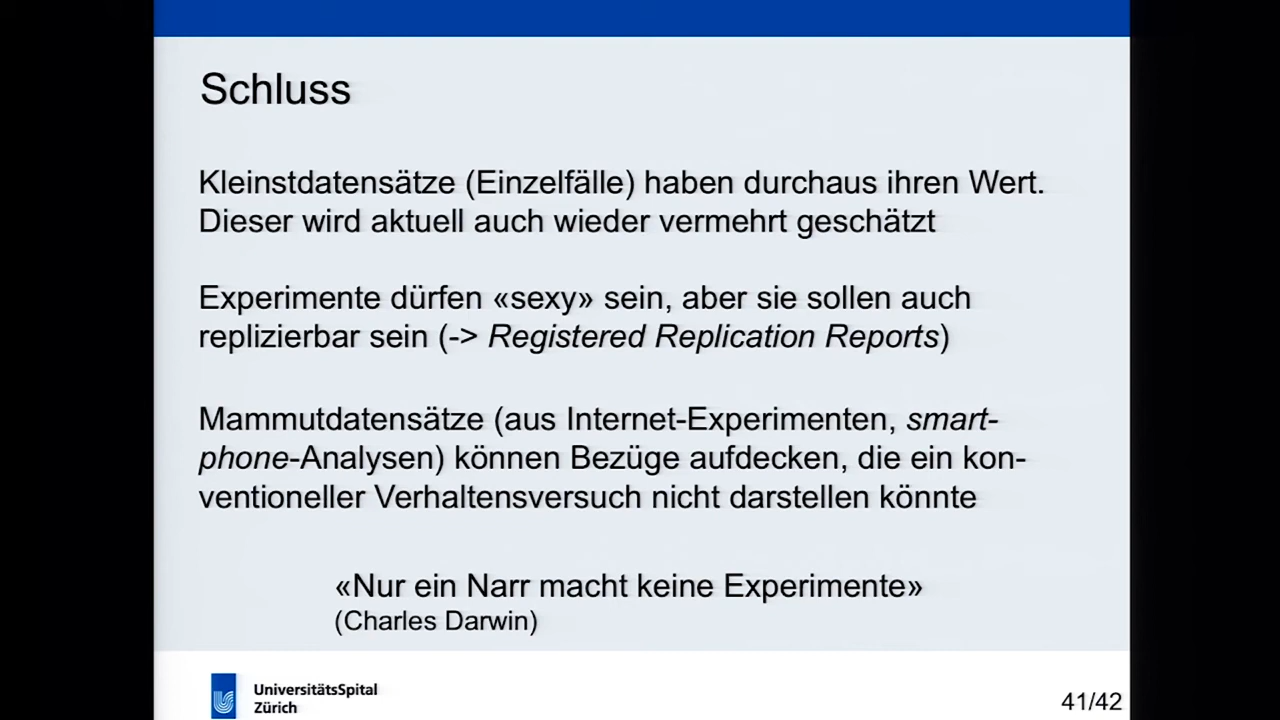 Schluss
Kleinstdatensätze (Einzelfälle) haben durchaus ihren Wert.
Dieser wird aktuell auch wieder vermehrt geschätzt
Experimente dürfen «sexy» sein, aber sie sollen auch
replizierbar sein (-> Registered Replication Reports)
Mammutdatensätze (aus Internet-Experimenten, smart-
phone-Analysen) können Bezüge aufdecken, die ein kon-
ventioneller Verhaltensversuch nicht darstellen könnte
«Nur ein Narr macht keine Experimente»
(Charles Darwin)
UniversitätsSpital
Zürich
41/42